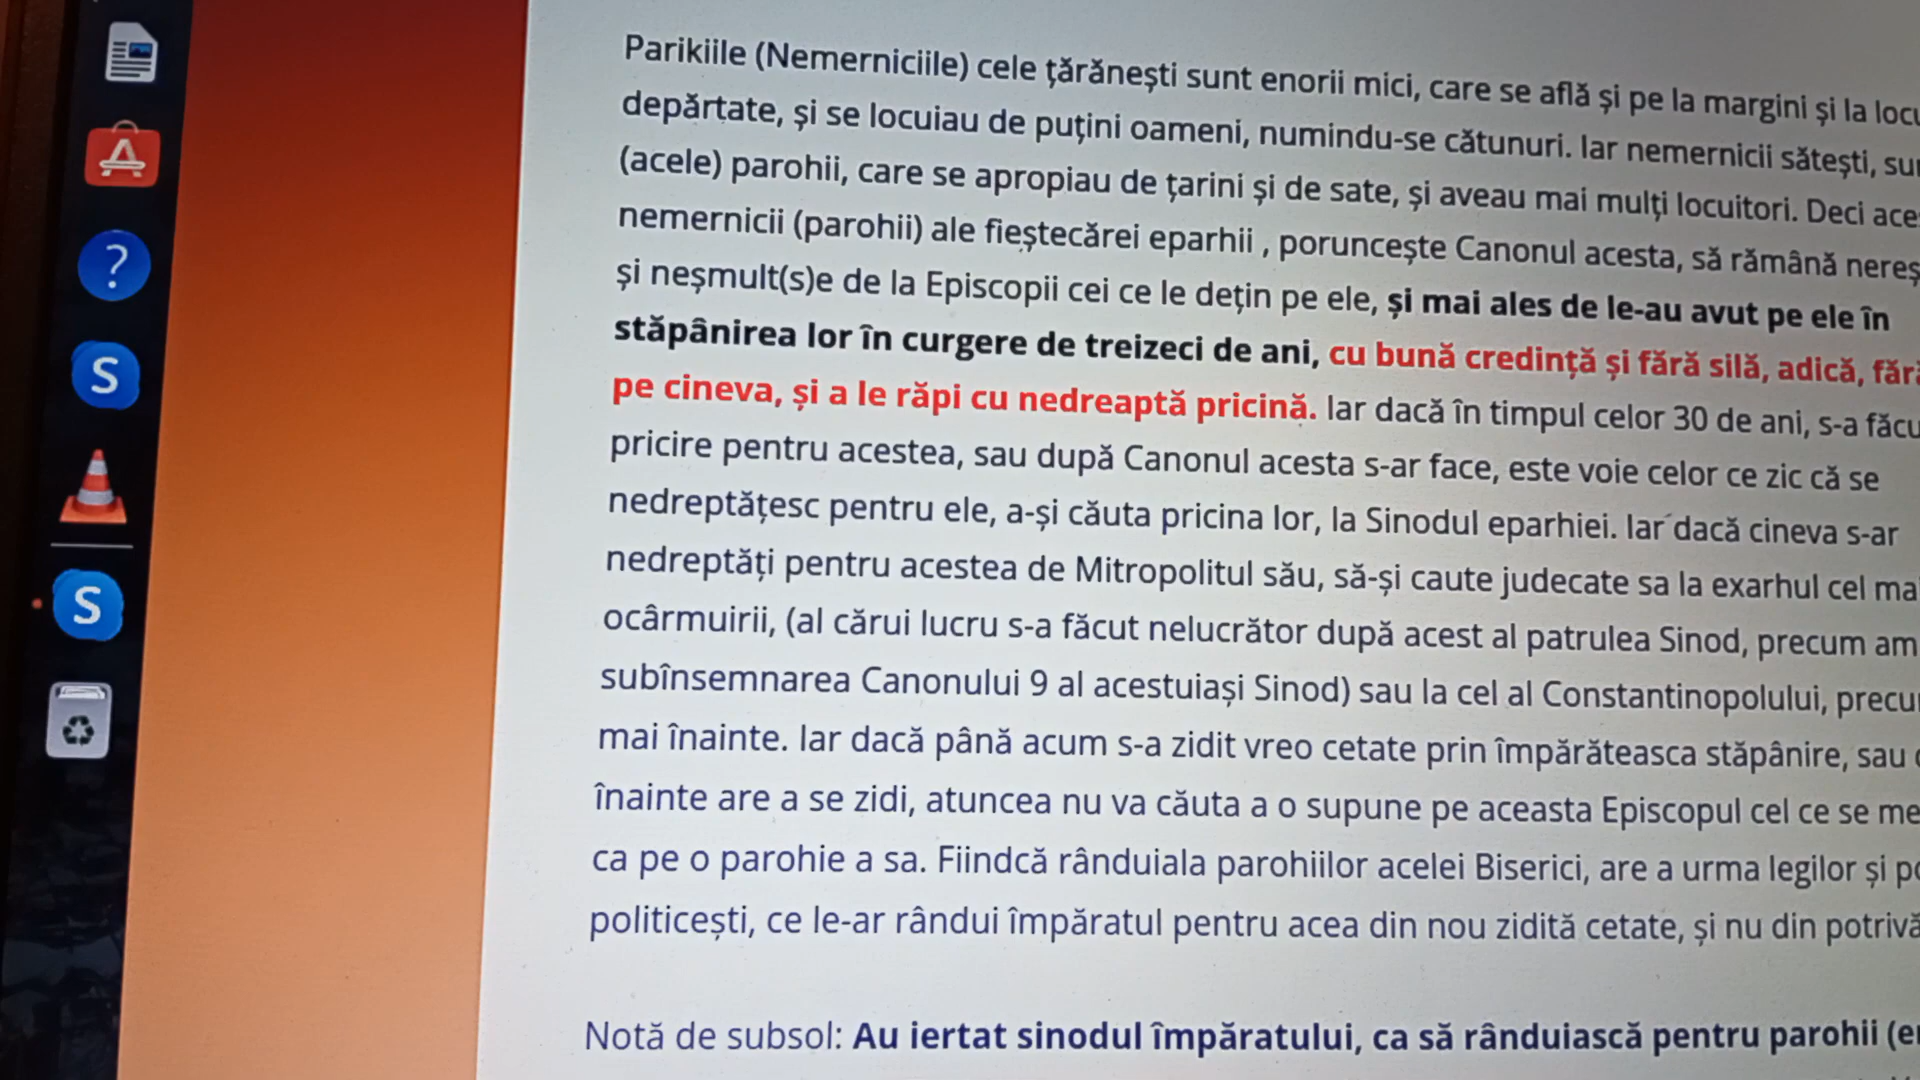 Parikiile (Nemerniciile) cele țărănești sunt enorii mici, care se află și pe la margini și la
depărtate, și se locuiau de puțini oameni, numindu-se cătunuri. Iar nemernicii sătești,
(acele) parohii, care se apropiau de țarini și de sate, și aveau mai mulți locuitori. Deci
nemernicii (parohii) ale fieștecărei eparhii , poruncește Canonul acesta, să rămână
și neșmult(s)e de la Episcopii cei ce le dețin pe ele, și mai ales de le-au avut pe ele în
stăpânirea lor în curgere de treizeci de ani, cu bună credință și fără silă, adică,
pe cineva, și a le răpi cu nedreaptă pricină. Iar dacă în timpul celor 30 de ani, s-a
pricire pentru acestea, sau după Canonul acesta s-ar face, este voie celor ce zic că se
nedreptățesc pentru ele, a-și căuta pricina lor, la Sinodul eparhiei. Iar dacă cineva s-ar
nedreptăți pentru acestea de Mitropolitul său, să-și caute judecate sa la exarhul cel
ocârmuirii, (al cărui lucru s-a făcut nelucrător după acest al patrulea Sinod, precum am
subînsemnarea Canonului 9 al acestuiași Sinod) sau la cel al Constantinopolului,
mai înainte. Iar dacă până acum s-a zidit vreo cetate prin împărăteasca stăpânire, sau
înainte are a se zidi, atuncea nu va căuta a o supune pe aceasta Episcopul cel ce se
ca pe o parohie a sa. Fiindcă rânduiala parohiilor acelei Biserici, are a urma legilor și
politicești, ce le-ar rândui împăratul pentru acea din nou zidită cetate, și nu din potrivă
Notă de subsol: Au iertat sinodul împăratului, ca să rânduiască pentru parohii